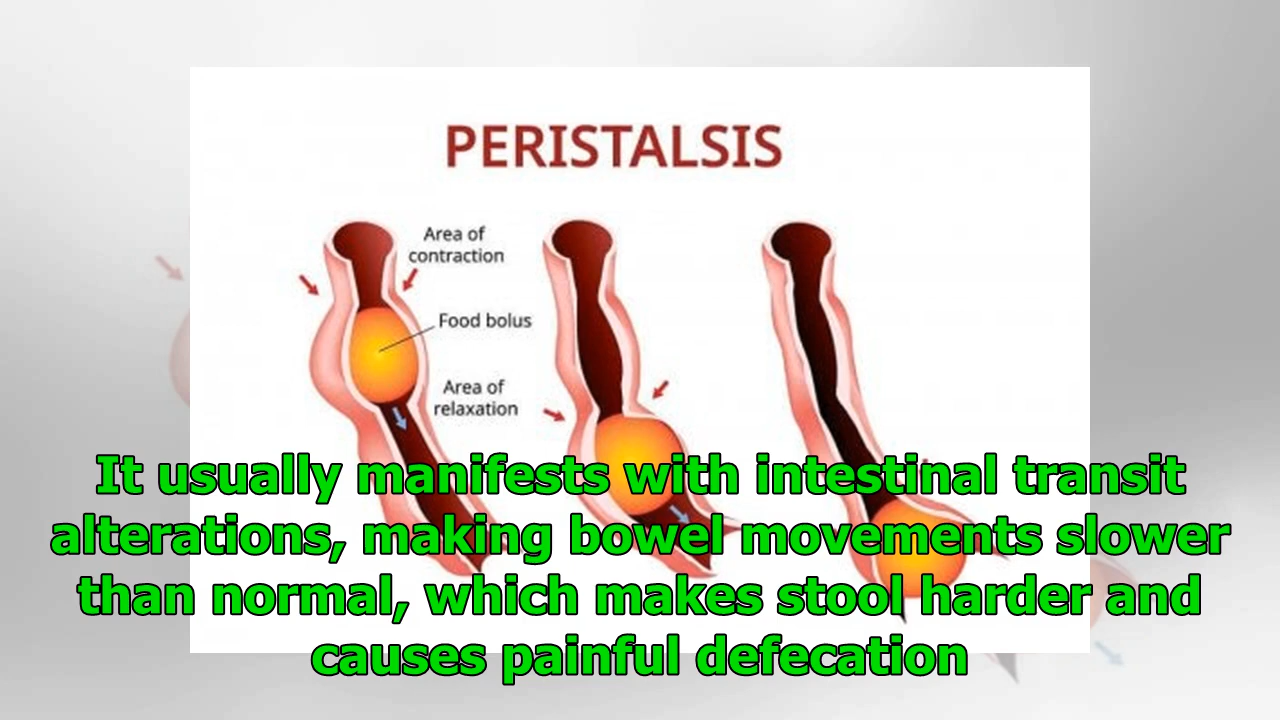 PERISTALSIS
Area of
contraction
Food bolus
Area of
relaxation
It usually manifests with intestinal transit
alterations, making bowel movements slower
than normal, which makes stool harder and
causes painful defecation